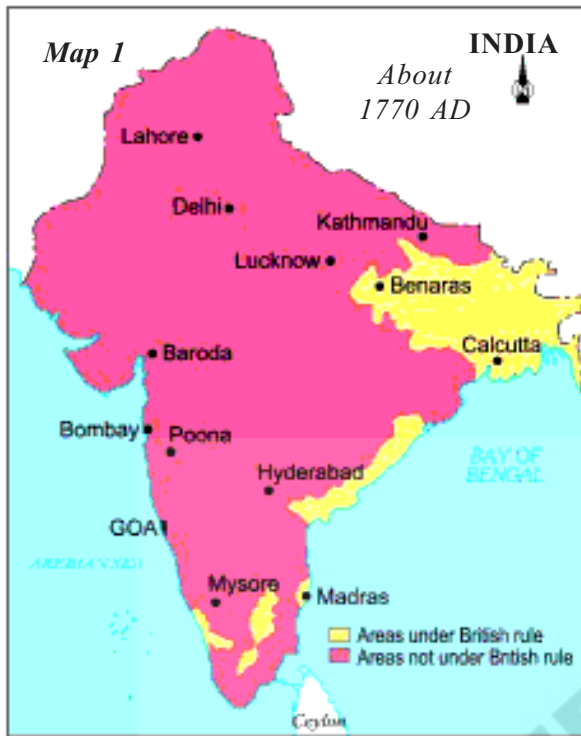 Map 1
INDIA
About
1770 AD
N
Lahore
Delhi
Kathmandu
Lucknow
Benaras
Calcutta
Baroda
Bombay
Poona
BAY OF
BENGAL
Hyderabad
GOA
Mysore
Madras
Areas under British rule
Areas not under British rule
Ceylon